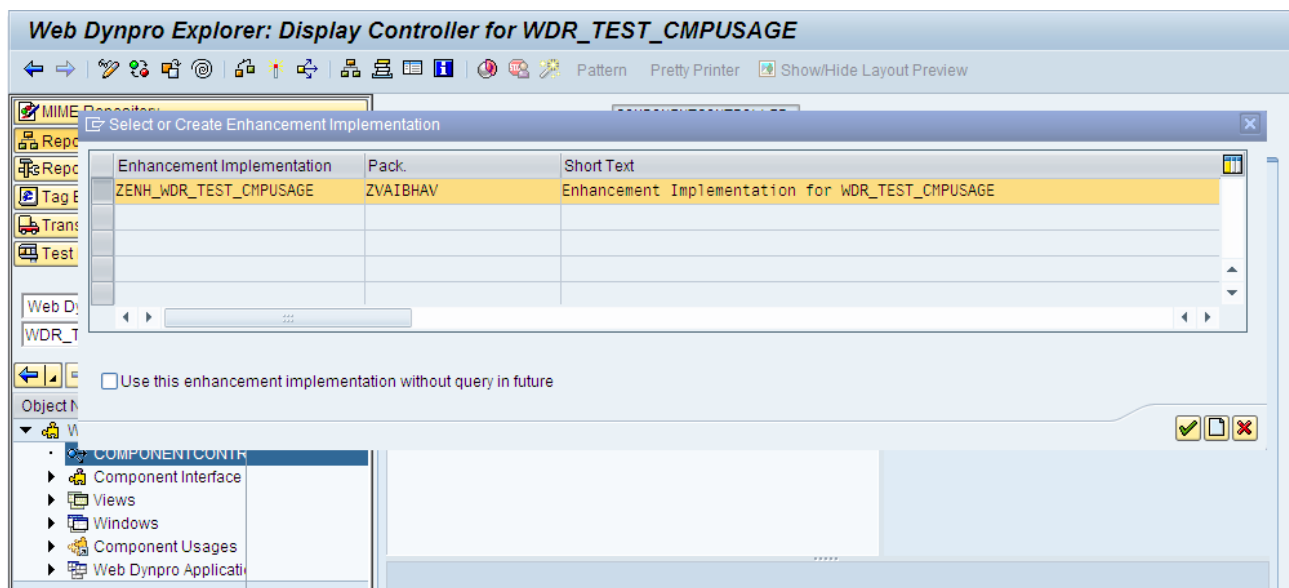 Web Dynpro Explorer: Display Controller for WDR_TEST_CMPUSAGE
Pattern Pretty Printer Show/Hide Layout Preview
MIME
Select or Create Enhancement Implementation
Enhancement Implementation Pack. Short Text
ZENH_WDR_TEST_CMPUSAGE ZVAIBHAV Enhancement Implementation for WDR_TEST_CMPUSAGE
Repo
Repo
Tag
Trans
Test
Web Dy
WDR_T
Use this enhancement implementation without query in future
Object N
W
COMPONENTCONTR
Component Interface
Views
Windows
Component Usages
Web Dynpro Applicati